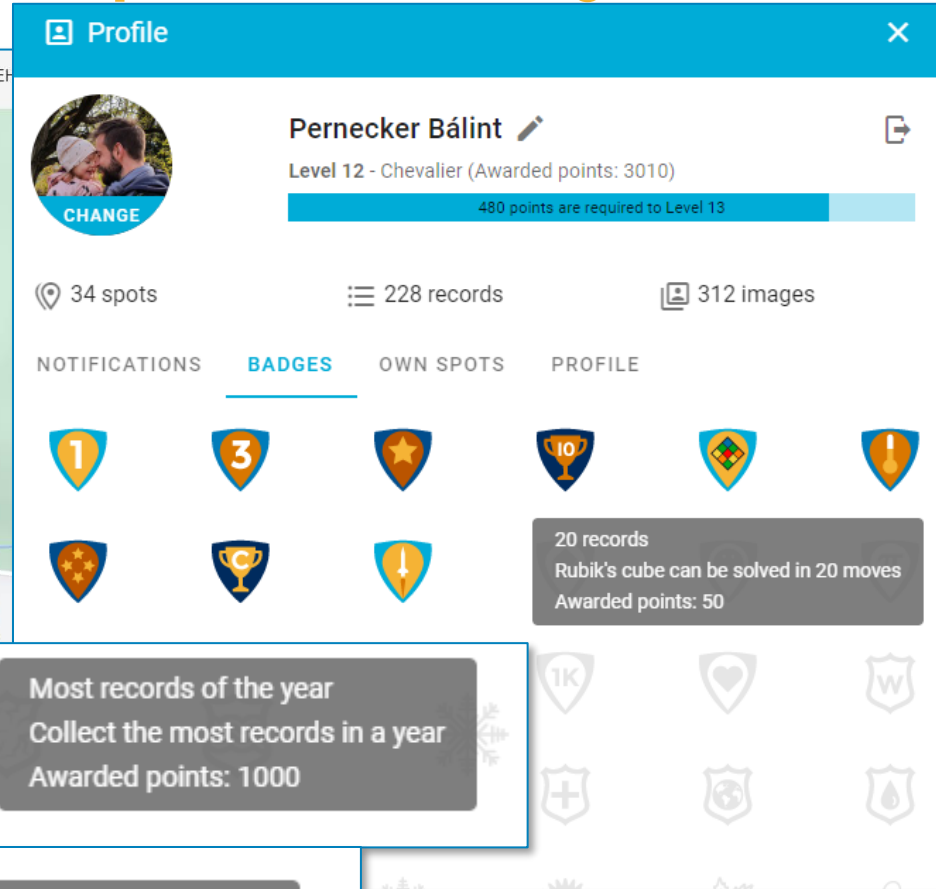 Profile
Pernecker Bálint
Level 12 - Chevalier (Awarded points: 3010)
480 points are required to Level 13
CHANGE
34 spots
228 records
312 images
NOTIFICATIONS
BADGES
OWN SPOTS
PROFILE
1
3
10
C
20 records
Rubik's cube can be solved in 20 moves
Awarded points: 50
1K
W
Most records of the year
Collect the most records in a year
Awarded points: 1000